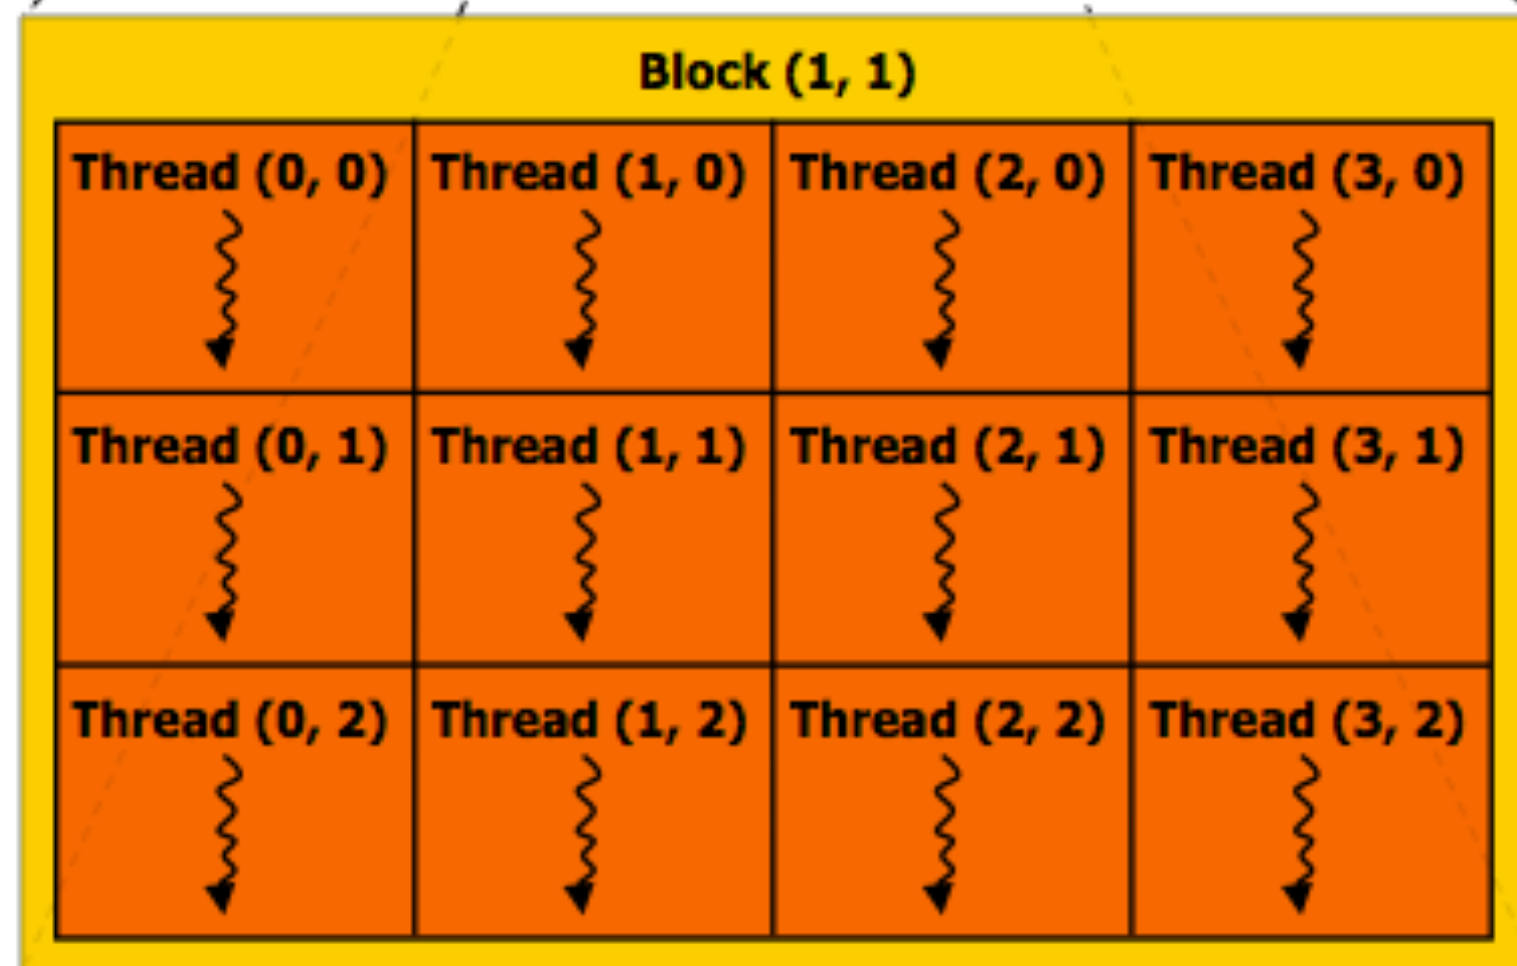 Block (1, 1)
Thread (0, 0) Thread (1, 0) Thread (2, 0) Thread (3, 0)
Thread (0, 1) Thread (1, 1) Thread (2, 1) Thread (3, 1)
Thread (0, 2) Thread (1, 2) Thread (2, 2) Thread (3, 2)